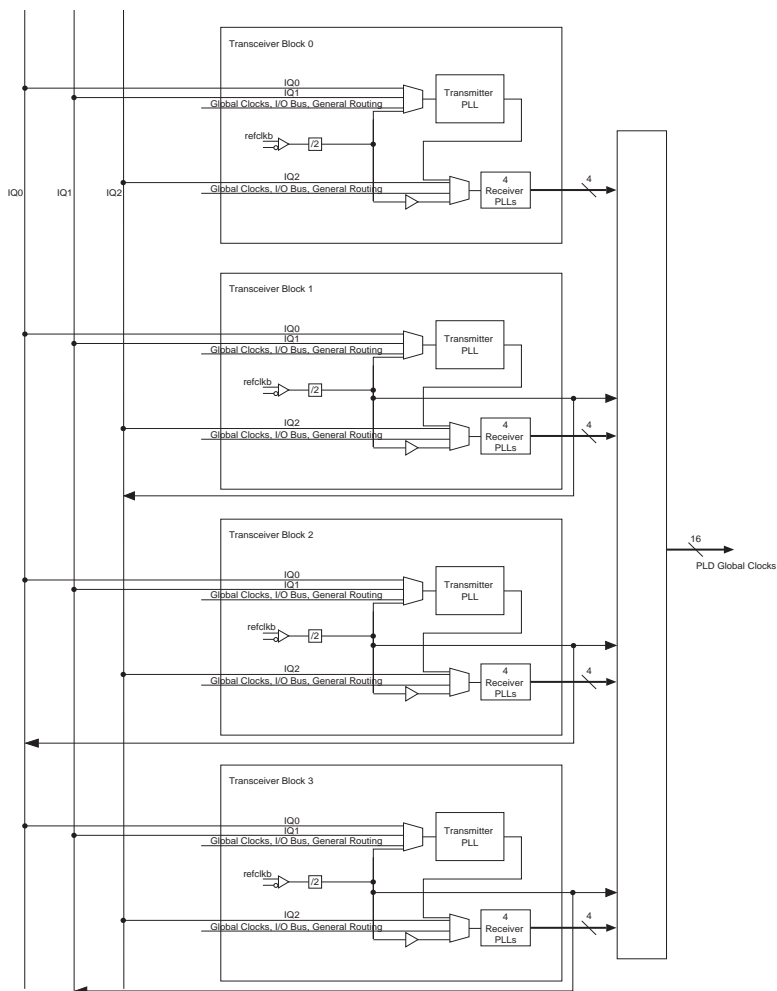 Transceiver Block 0
IQ0
IQ1
Global Clocks, I/O Bus, General Routing
Transmitter
PLL
refclkb
/2
IQ2
Global Clocks, I/O Bus, General Routing
4
Receiver
PLLs
4
IQ0
IQ1
IQ2
Transceiver Block 1
IQ0
IQ1
Global Clocks, I/O Bus, General Routing
Transmitter
PLL
refclkb
/2
IQ2
Global Clocks, I/O Bus, General Routing
4
Receiver
PLLs
4
Transceiver Block 2
16
PLD Global Clocks
IQ0
IQ1
Global Clocks, I/O Bus, General Routing
Transmitter
PLL
refclkb
/2
IQ2
Global Clocks, I/O Bus, General Routing
4
Receiver
PLLs
4
Transceiver Block 3
IQ0
IQ1
Global Clocks, I/O Bus, General Routing
Transmitter
PLL
refclkb
/2
IQ2
Global Clocks, I/O Bus, General Routing
4
Receiver
PLLs
4